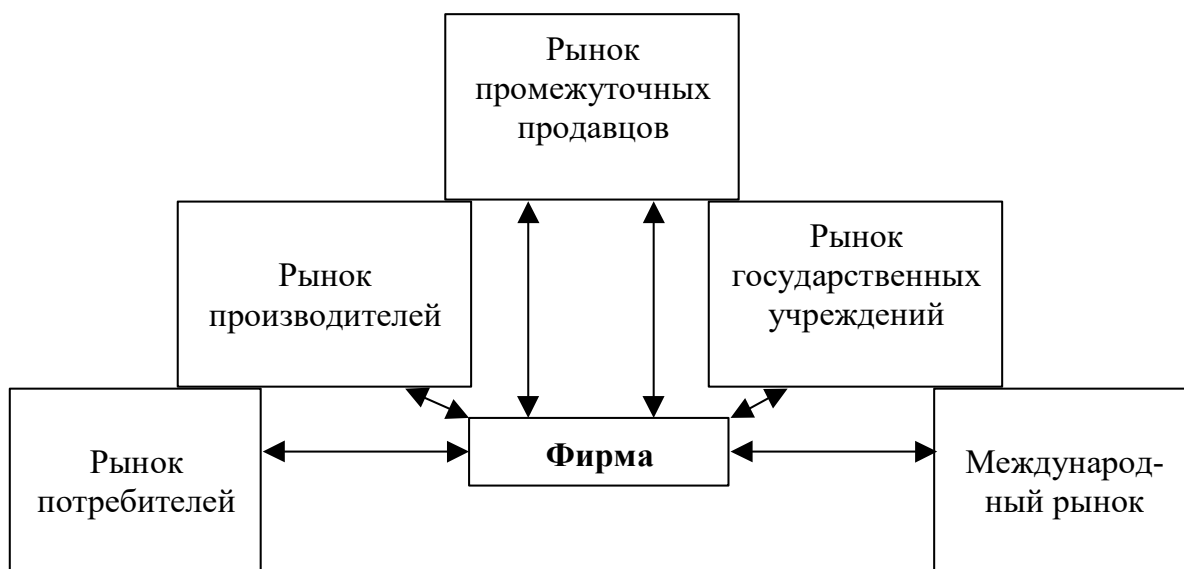 Рынок
промежуточных
продавцов
Рынок
производителей
Рынок
государственных
учреждений
Рынок
потребителей
Фирма
Международ-
ный рынок